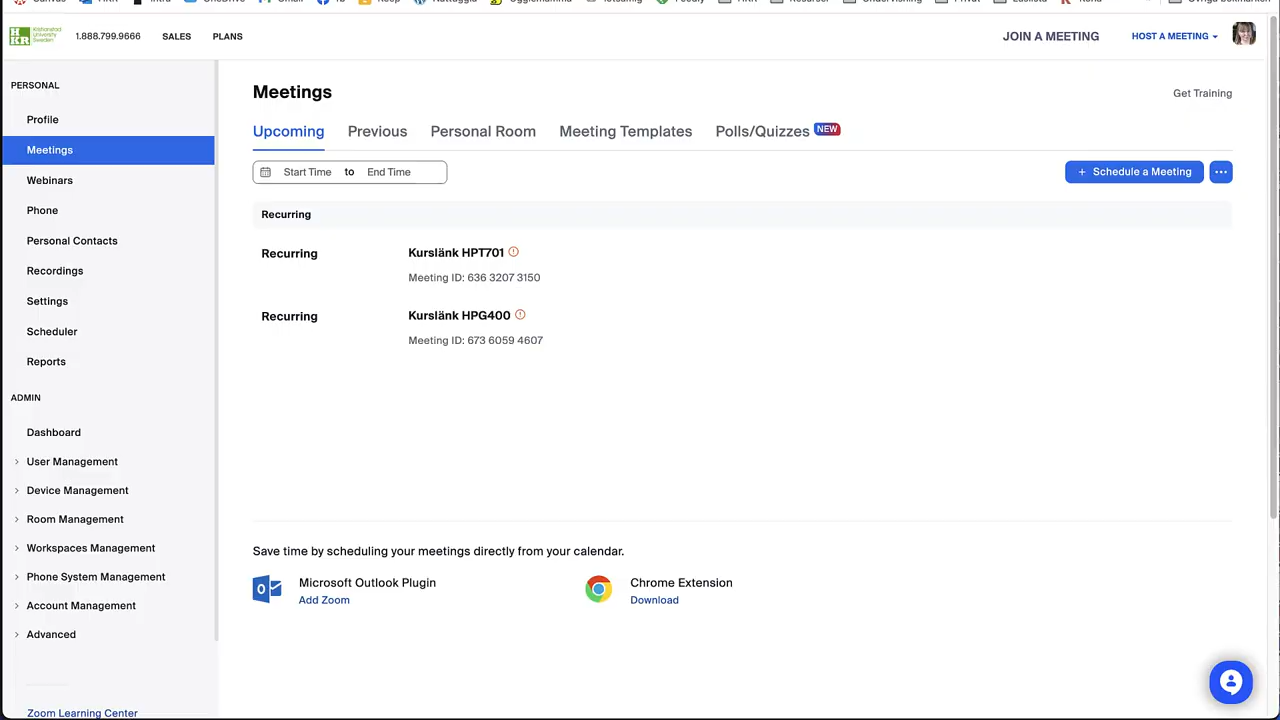 Kristianstad
University
Sweden
1.888.799.9666
SALES
PLANS
JOIN A MEETING
HOST A MEETING
PERSONAL
Profile
Meetings
Webinars
Phone
Personal Contacts
Recordings
Settings
Scheduler
Reports
ADMIN
Dashboard
User Management
Device Management
Room Management
Workspaces Management
Phone System Management
Account Management
Advanced
Zoom Learning Center
Meetings
Get Training
Upcoming
Previous
Personal Room
Meeting Templates
Polls/Quizzes NEW
Start Time to End Time
+ Schedule a Meeting
Recurring
Recurring
Kurslänk HPT701
Meeting ID: 636 3207 3150
Recurring
Kurslänk HPG400
Meeting ID: 673 6059 4607
Save time by scheduling your meetings directly from your calendar.
Microsoft Outlook Plugin
Add Zoom
Chrome Extension
Download